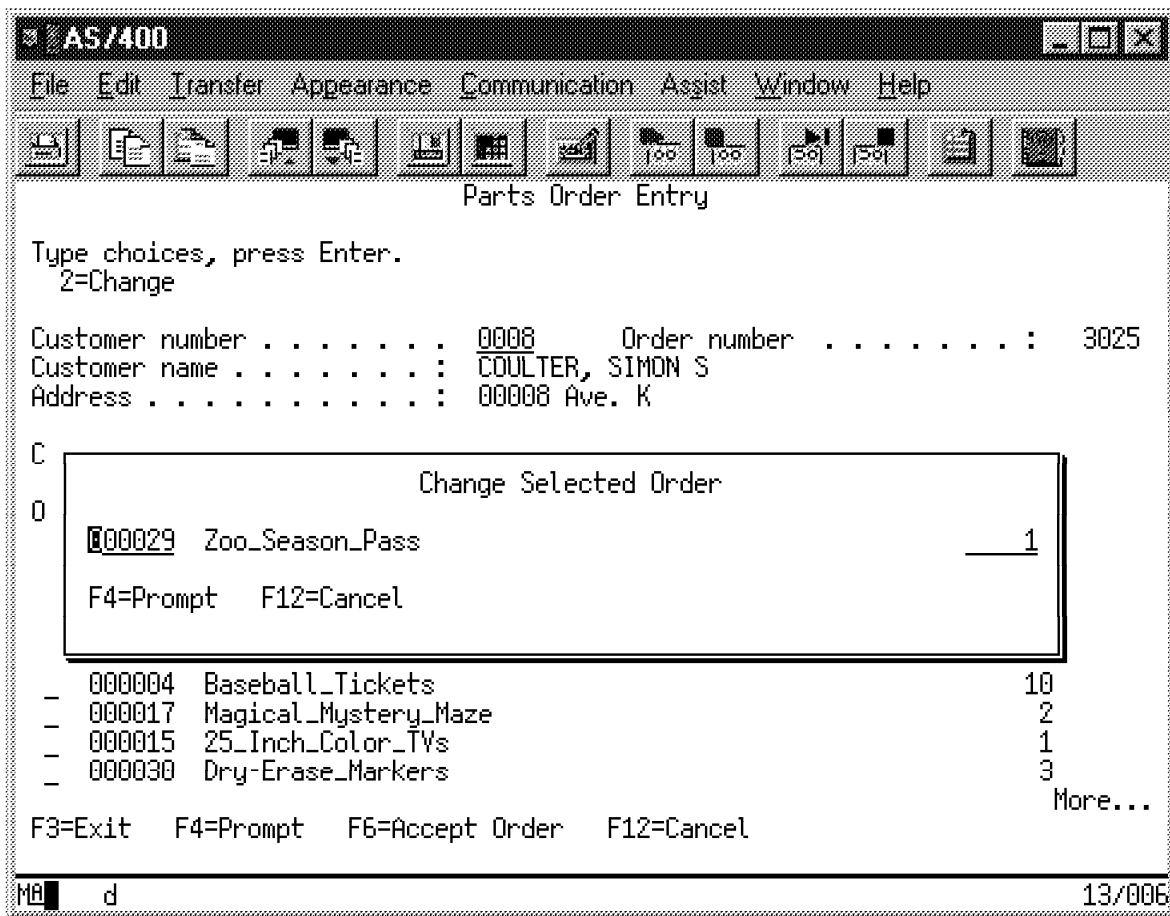 AS/400
File Edit Transfer Appearance Communication Assist Window Help
Parts Order Entry
Type choices, press Enter.
2=Change
Customer number . . . . . . . 0008 Order number . . . . . . . : 3025
Customer name . . . . . . . : COULTER, SIMON S
Address . . . . . . . . . . : 00008 Ave. K
C
Change Selected Order
O
000029 Zoo_Season_Pass 1
F4=Prompt F12=Cancel
_ 000004 Baseball_Tickets 10
_ 000017 Magical_Mystery_Maze 2
_ 000015 25_Inch_Color_TVs 1
_ 000030 Dry-Erase_Markers 3
More...
F3=Exit F4=Prompt F6=Accept Order F12=Cancel
MA d 13/006